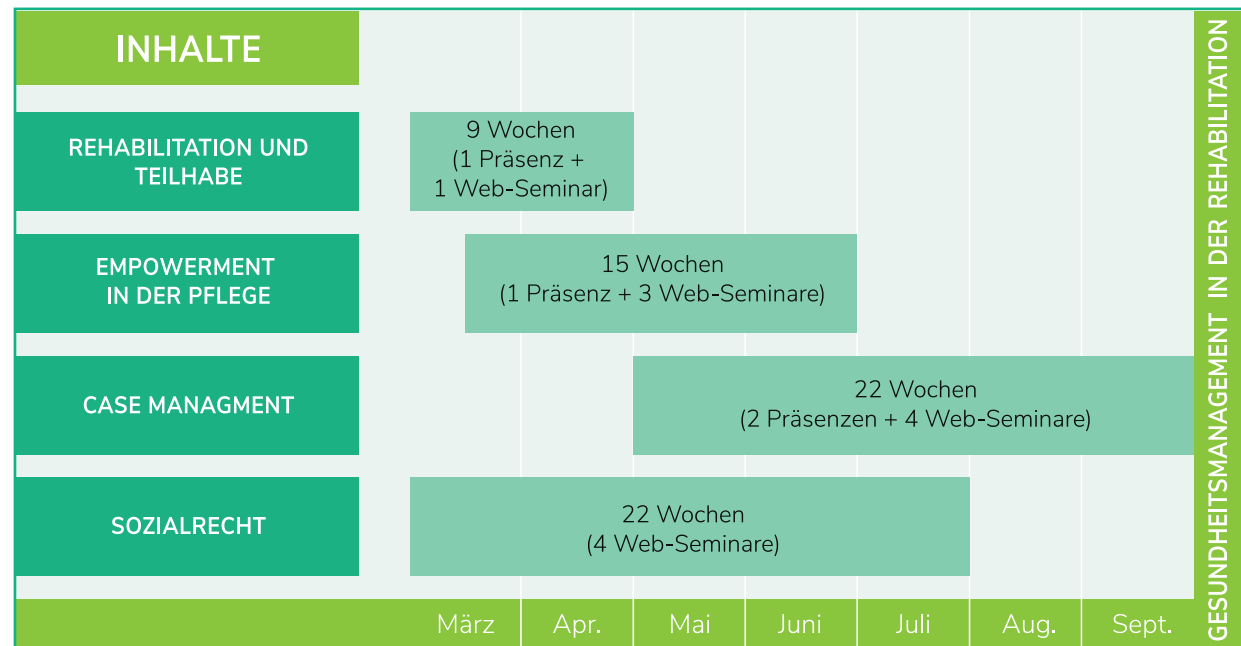 INHALTE
REHABILITATION UND
TEILHABE
9 Wochen
(1 Präsenz +
1 Web-Seminar)
EMPOWERMENT
IN DER PFLEGE
15 Wochen
(1 Präsenz + 3 Web-Seminare)
CASE MANAGMENT
22 Wochen
(2 Präsenzen + 4 Web-Seminare)
SOZIALRECHT
22 Wochen
(4 Web-Seminare)
März
Apr.
Mai
Juni
Juli
Aug.
Sept.
GESUNDHEITSMANAGEMENT IN DER REHABILITATION